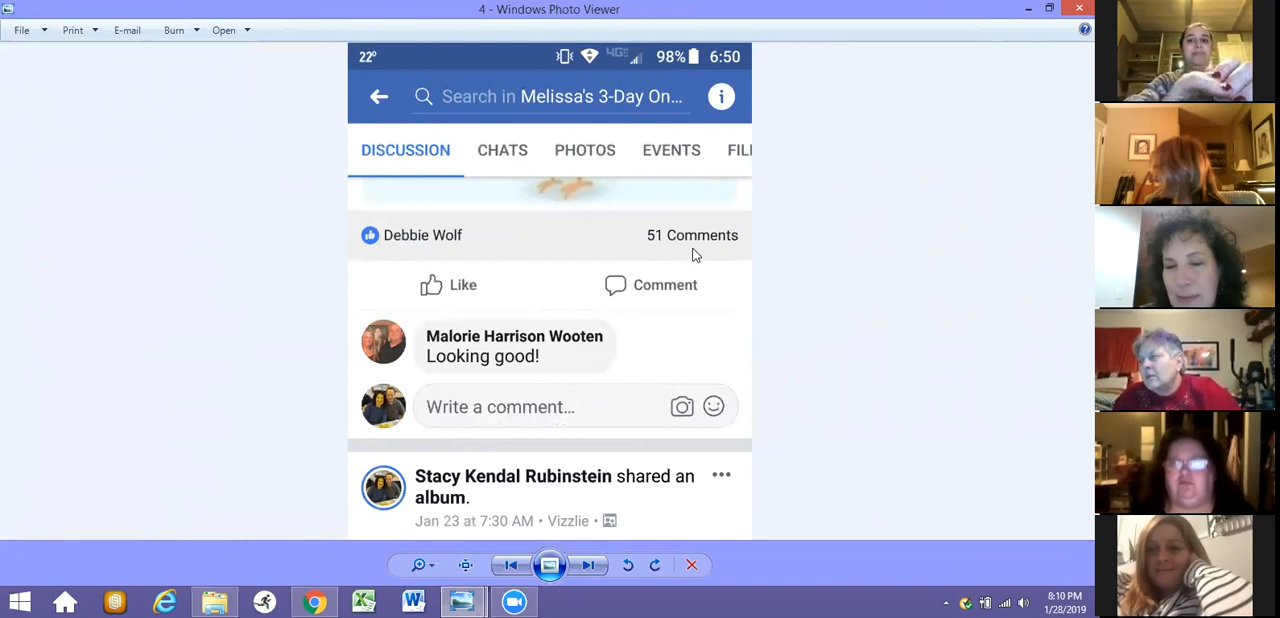 4 - Windows Photo Viewer
File Print E-mail Burn Open
22° 4G 98% 6:50
Search in Melissa's 3-Day On...
DISCUSSION CHATS PHOTOS EVENTS FIL
Debbie Wolf 51 Comments
Like Comment
Malorie Harrison Wooten
Looking good!
Write a comment...
Stacy Kendal Rubinstein shared an
album.
Jan 23 at 7:30 AM • Vizzlie •
8:10 PM
1/28/2019